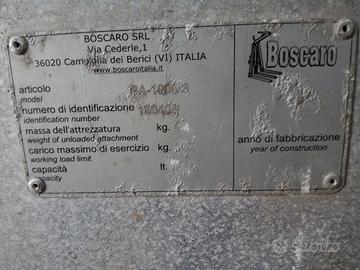 BOSCARO SRL
Via Cederle,1
36020 Campiglia dei Berici (VI) ITALIA
www.boscaroitalia.it
Boscaro
articolo
model
numero di identificazione
identification number
massa dell'attrezzatura kg.
weight of unloaded attachment
carico massimo di esercizio kg.
working load limit
capacità lt.
capacity
anno di fabbricazione
year of construction
subito